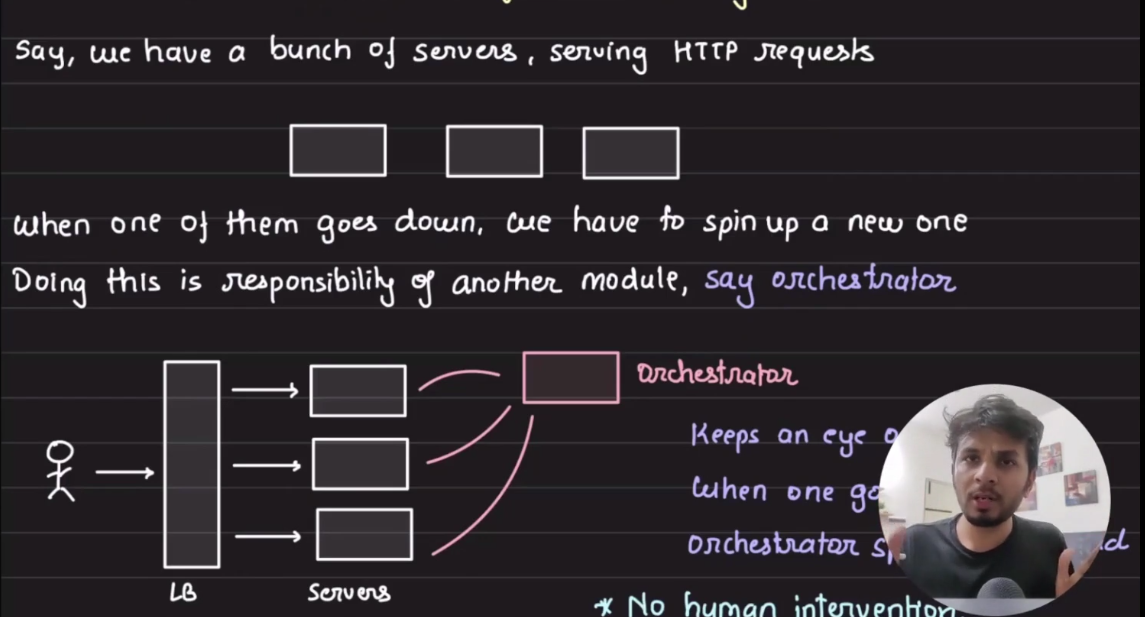 Say, we have a bunch of servers, serving HTTP requests
When one of them goes down, we have to spin up a new one
Doing this is responsibility of another module, say orchestrator
Orchestrator
Keeps an eye
When one
Orchestrator
LB
Servers
* No human intervention